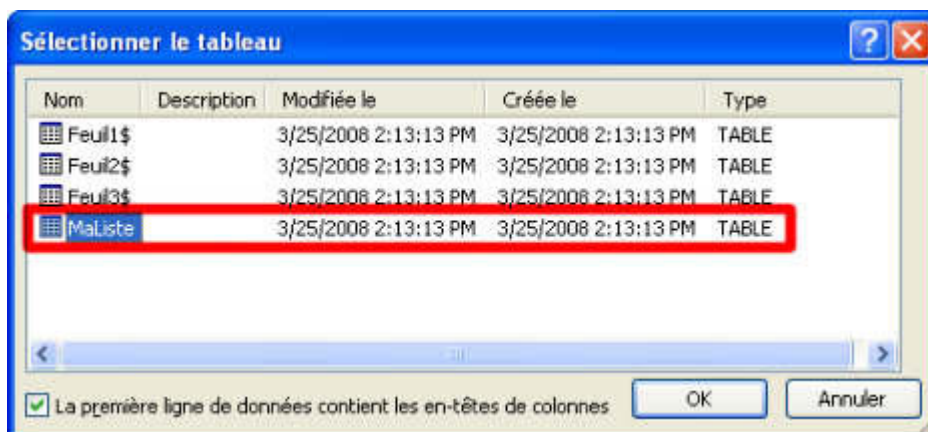 Sélectionner le tableau
Nom Description Modifiée le Créée le Type
Feuil1$ 3/25/2008 2:13:13 PM 3/25/2008 2:13:13 PM TABLE
Feuil2$ 3/25/2008 2:13:13 PM 3/25/2008 2:13:13 PM TABLE
Feuil3$ 3/25/2008 2:13:13 PM 3/25/2008 2:13:13 PM TABLE
MaListe 3/25/2008 2:13:13 PM 3/25/2008 2:13:13 PM TABLE
La première ligne de données contient les en-têtes de colonnes OK Annuler